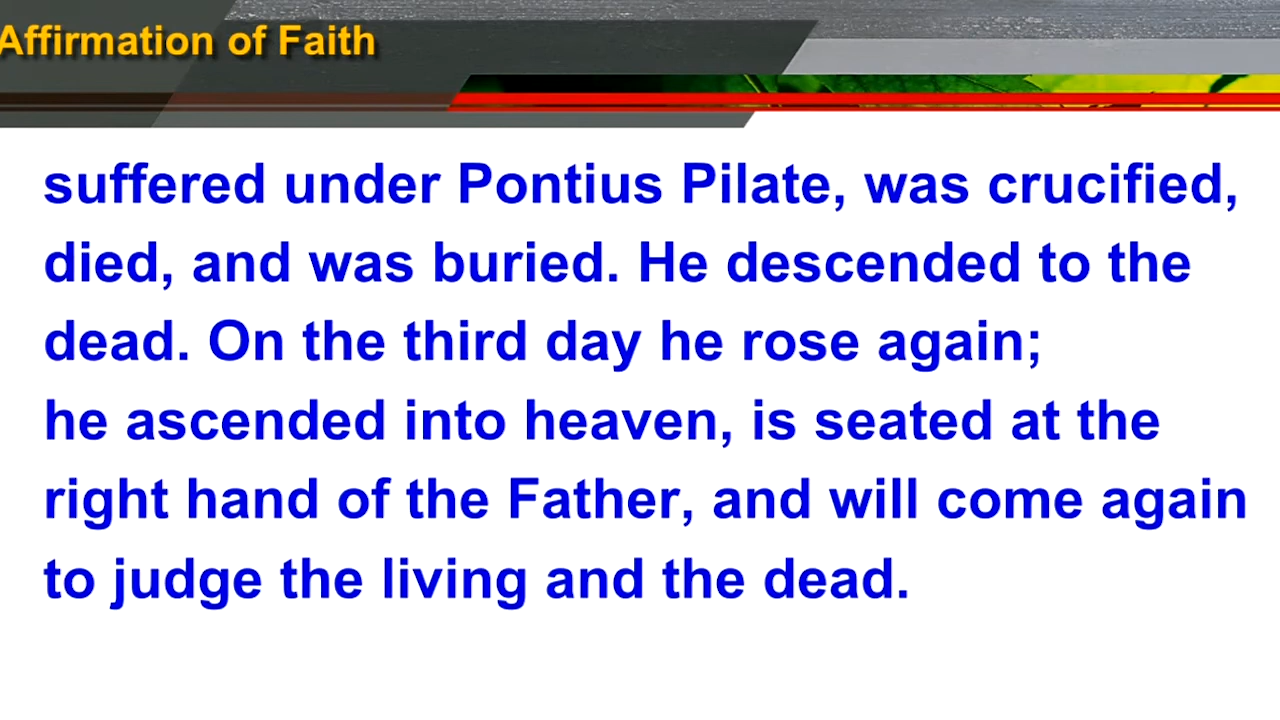 Affirmation of Faith
suffered under Pontius Pilate, was crucified,
died, and was buried. He descended to the
dead. On the third day he rose again;
he ascended into heaven, is seated at the
right hand of the Father, and will come again
to judge the living and the dead.